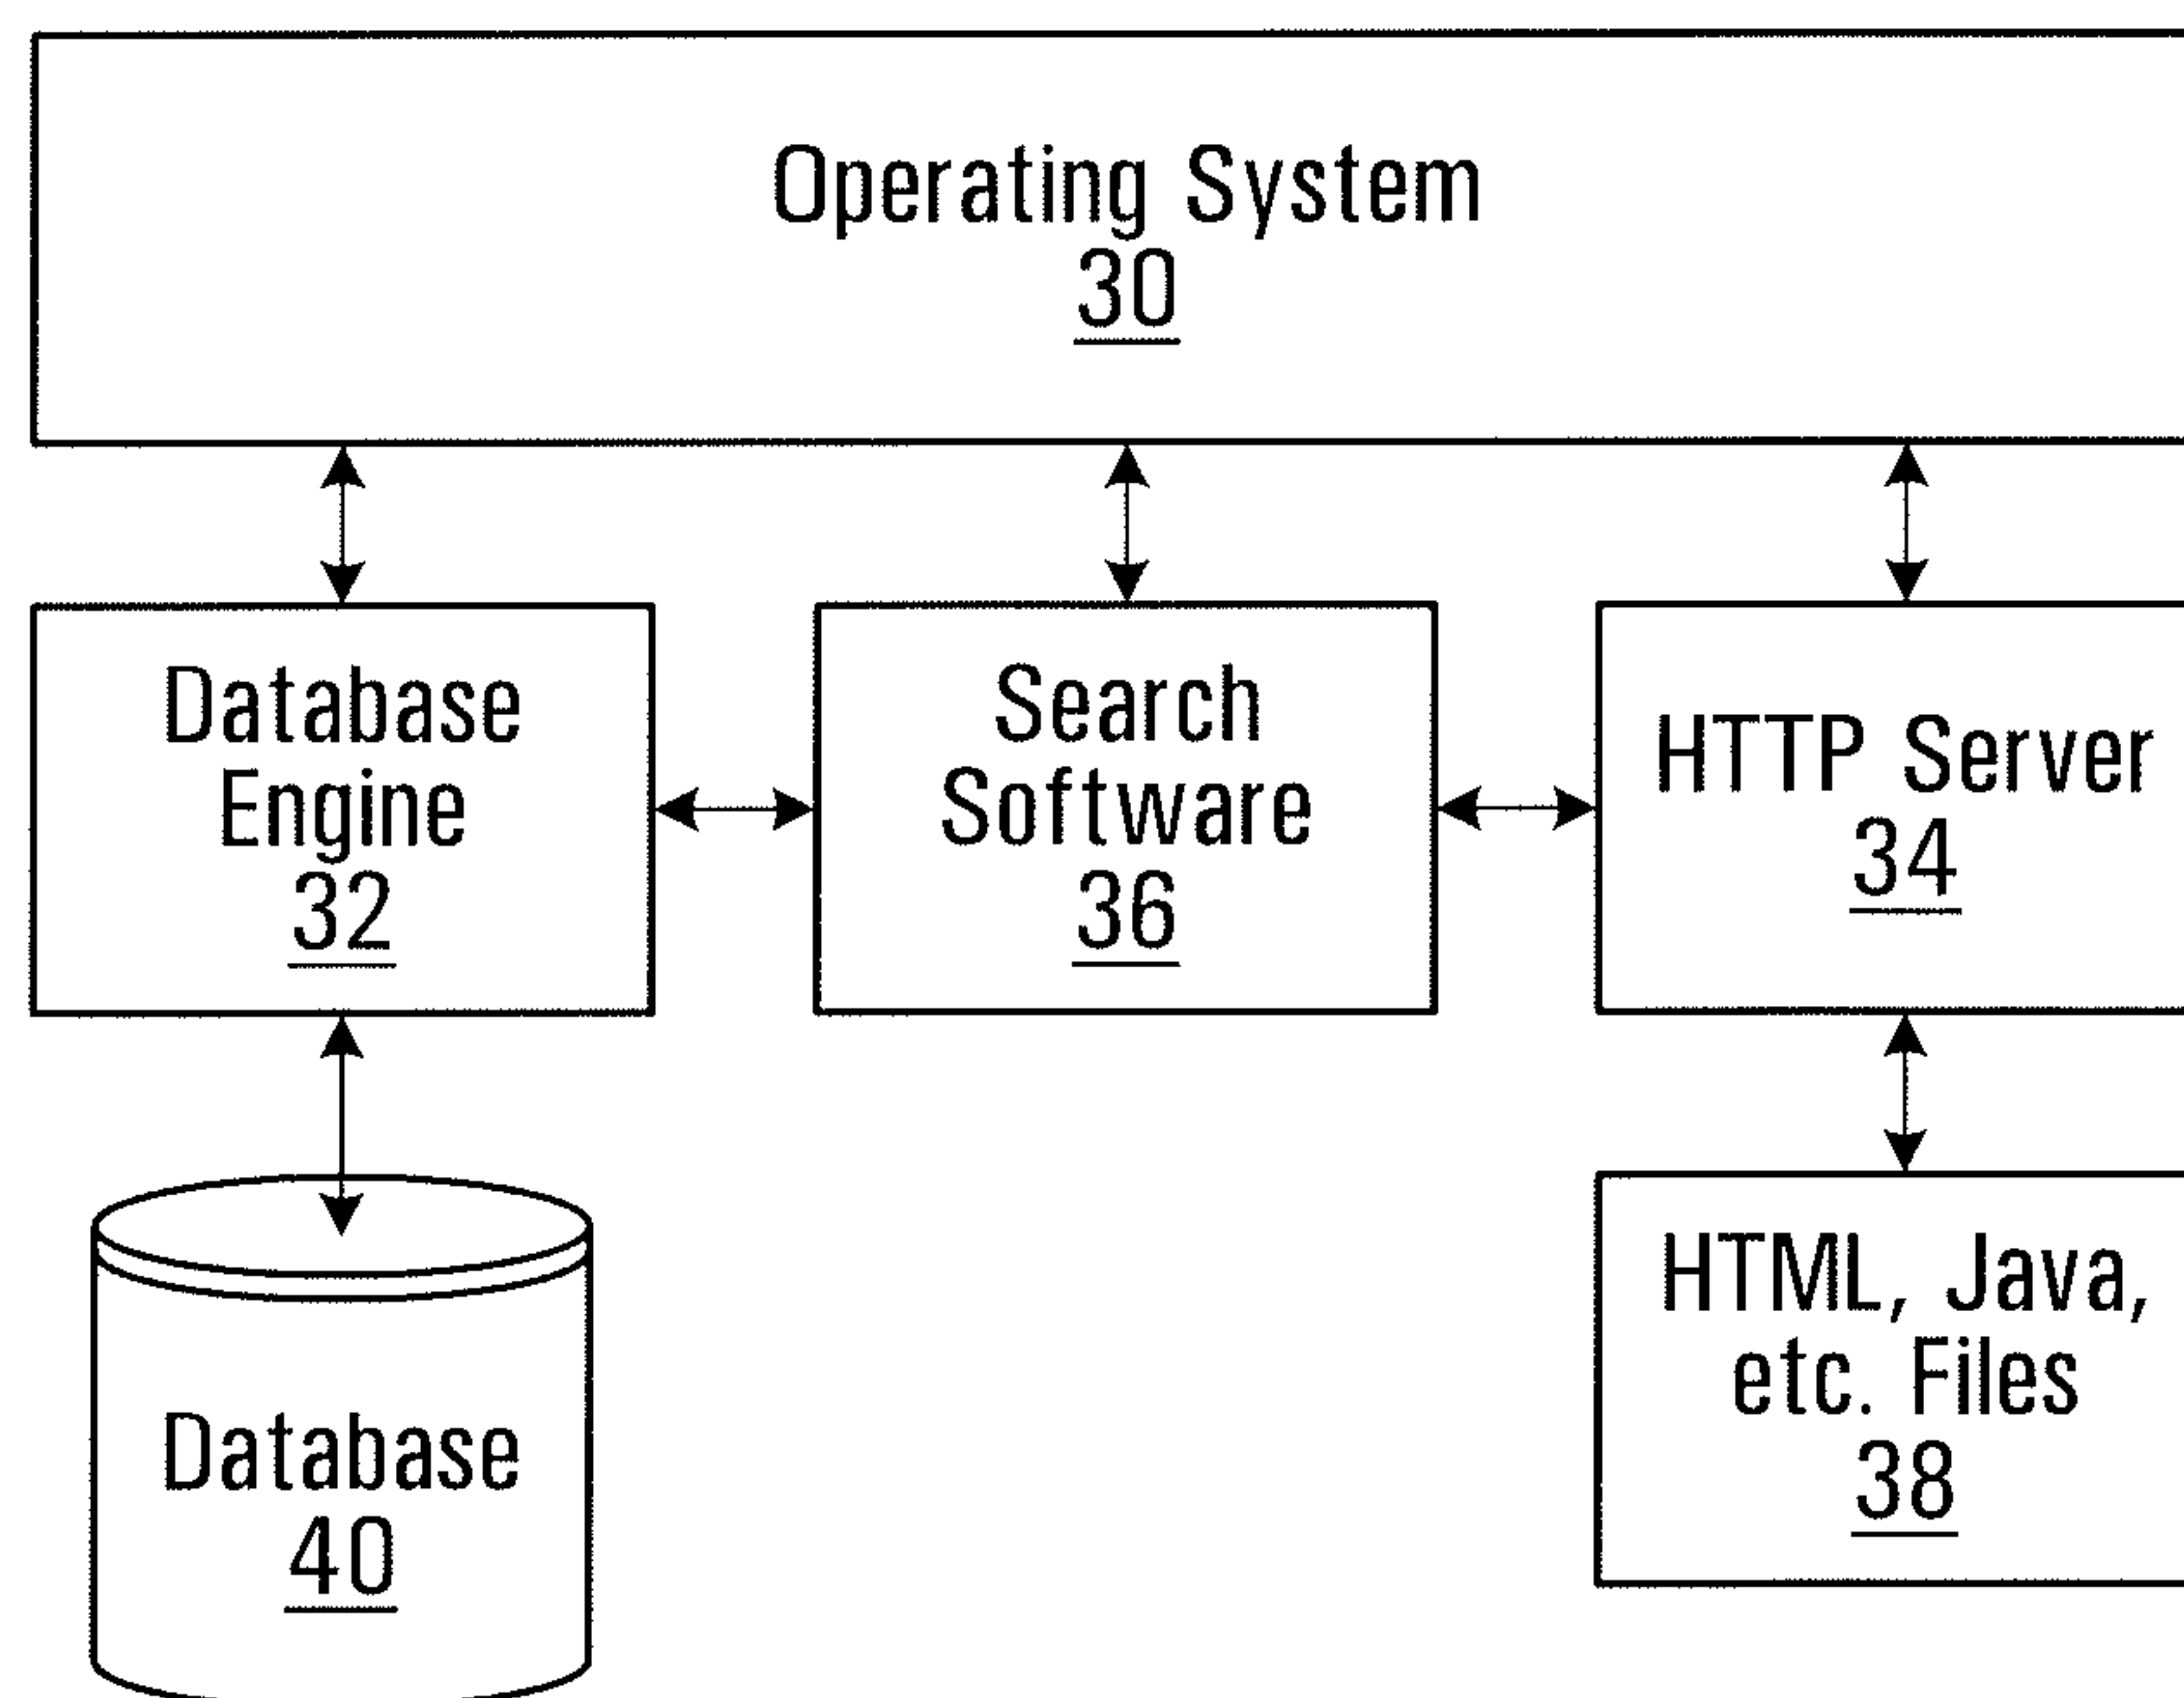 Operating System
30
Database
Engine
32
Search
Software
36
HTTP Server
34
Database
40
HTML, Java,
etc. Files
38